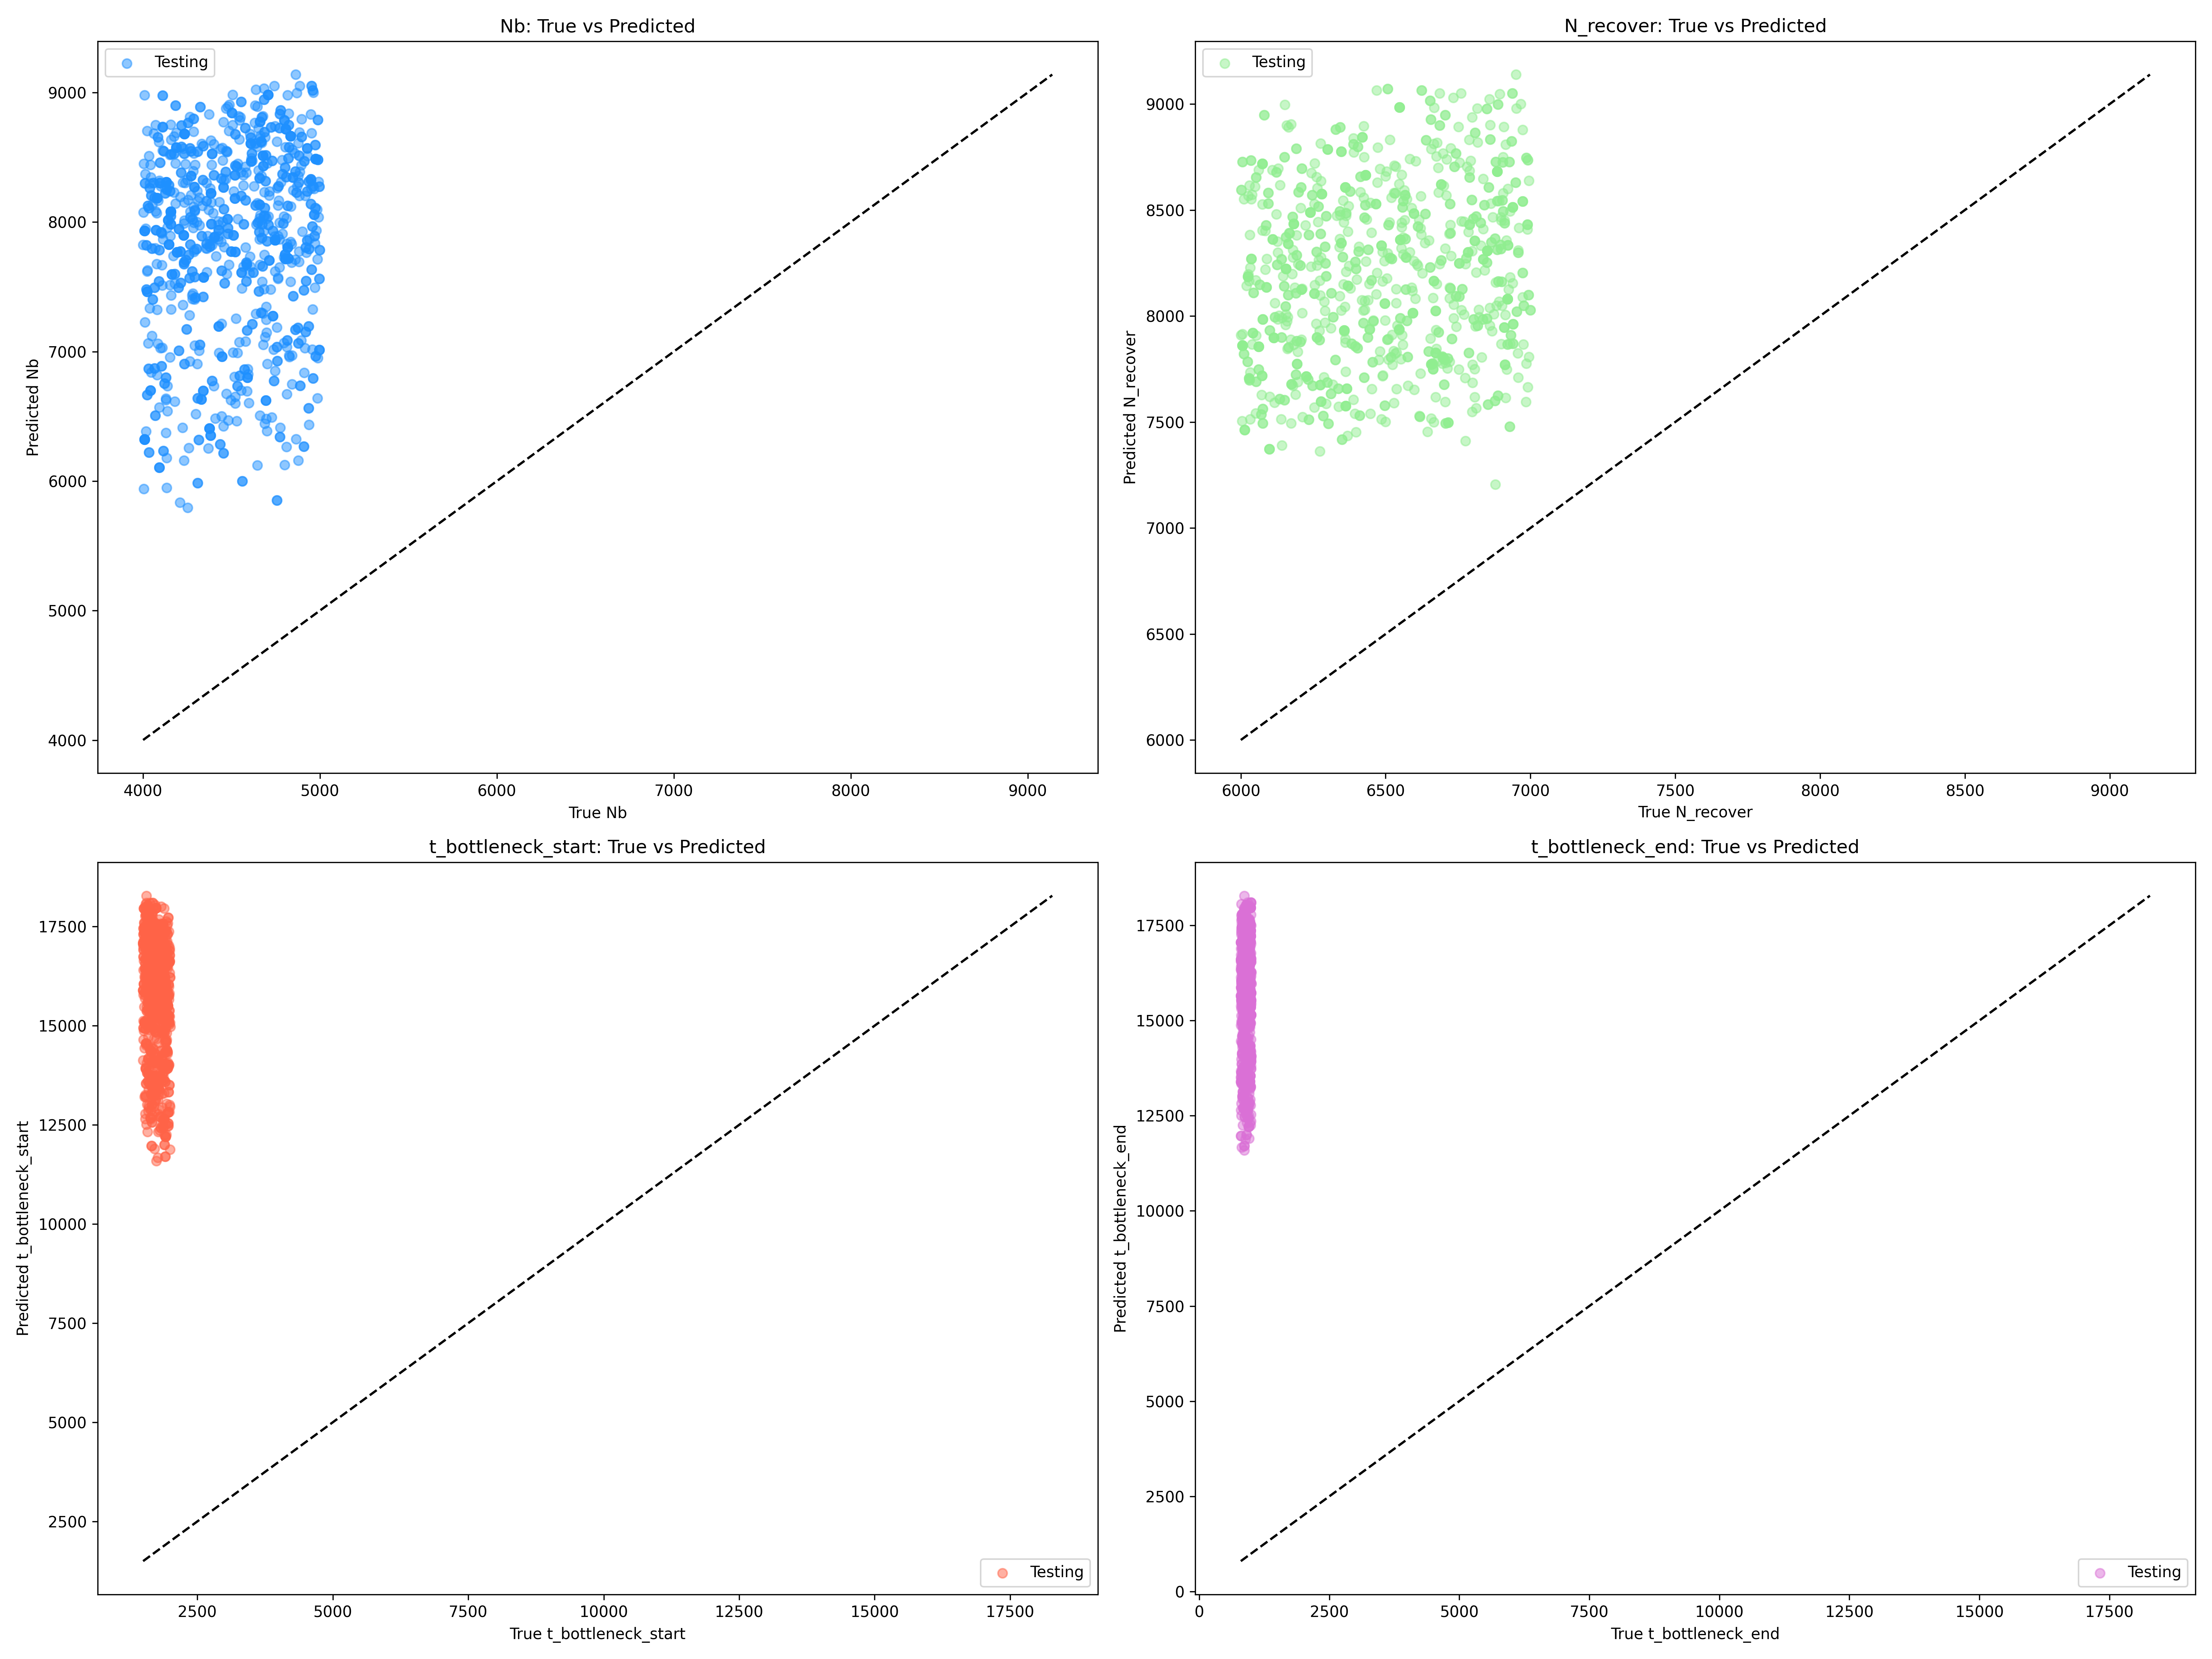 Nb: True vs Predicted
Testing
9000
8000
7000
6000
5000
4000
Predicted Nb
4000 5000 6000 7000 8000 9000
True Nb
N_recover: True vs Predicted
Testing
9000
8500
8000
7500
7000
6500
6000
Predicted N_recover
6000 6500 7000 7500 8000 8500 9000
True N_recover
t_bottleneck_start: True vs Predicted
17500
15000
12500
10000
7500
5000
2500
Predicted t_bottleneck_start
Testing
2500 5000 7500 10000 12500 15000 17500
True t_bottleneck_start
t_bottleneck_end: True vs Predicted
17500
15000
12500
10000
7500
5000
2500
0
Predicted t_bottleneck_end
Testing
0 2500 5000 7500 10000 12500 15000 17500
True t_bottleneck_end